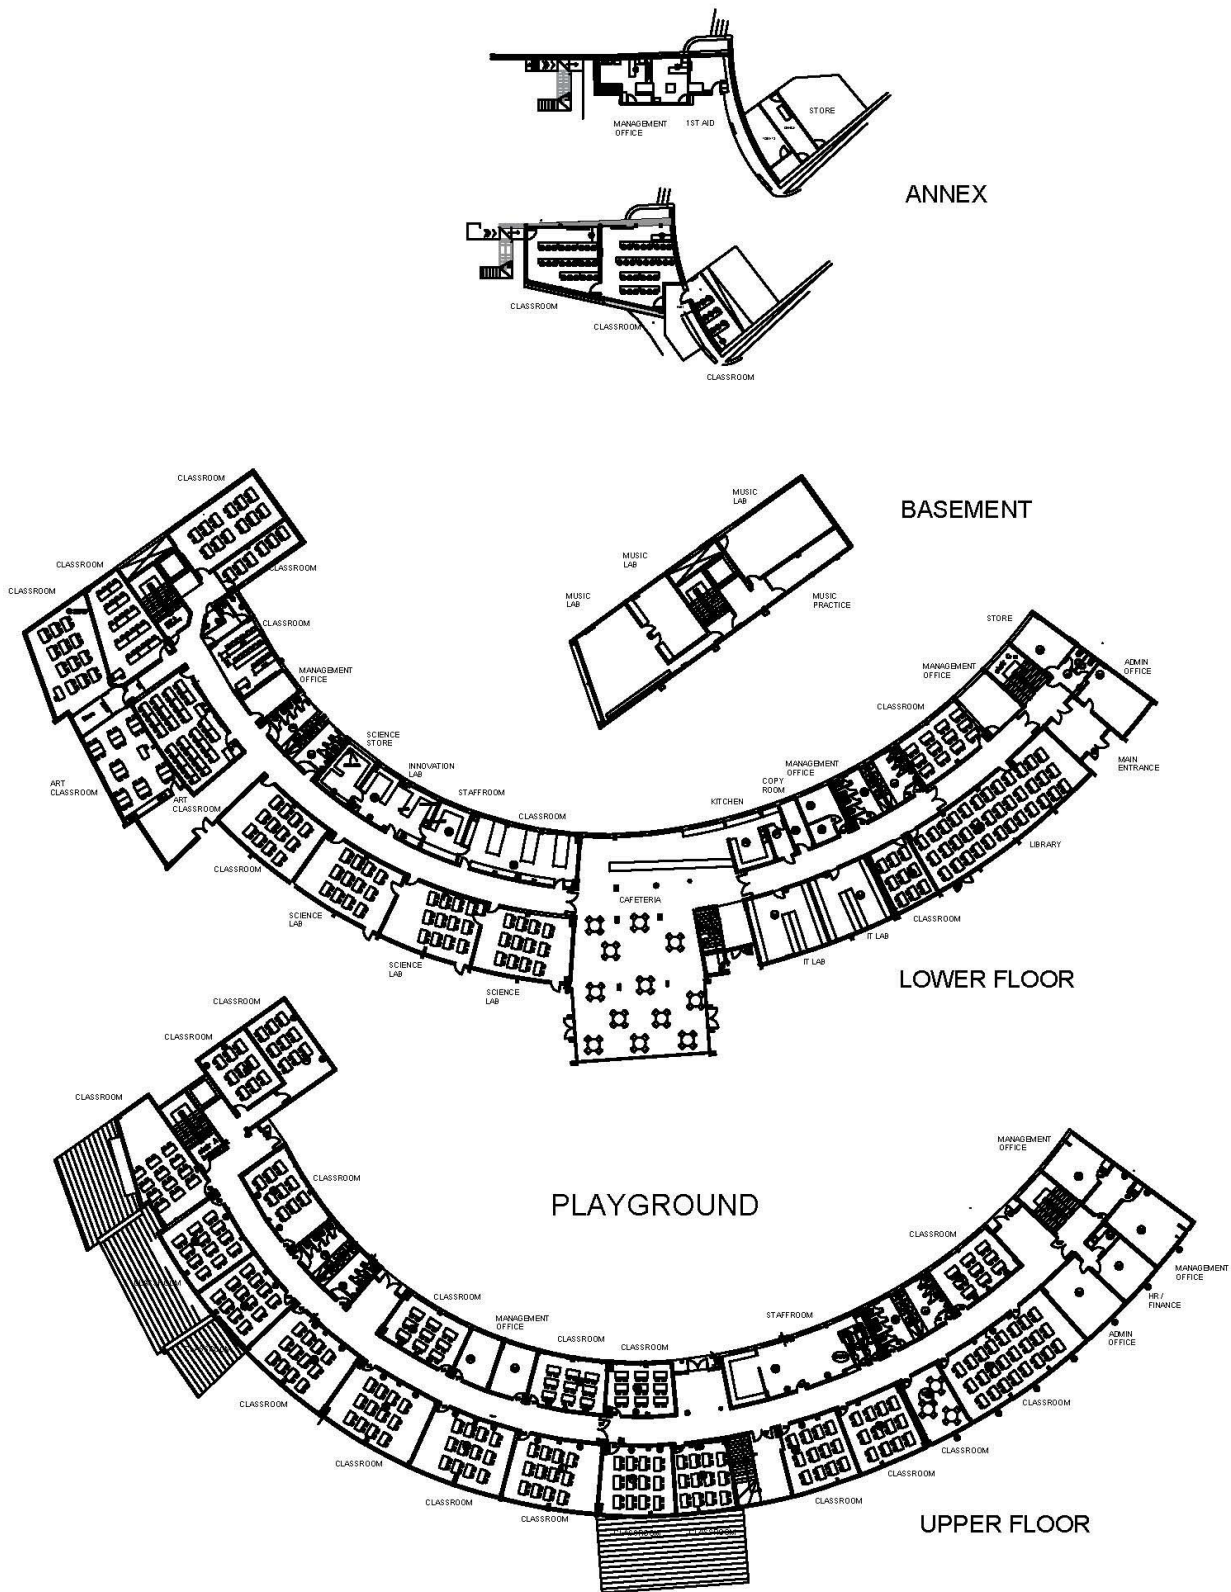 STORE
MANAGEMENT
OFFICE
1ST AID
ANNEX
CLASSROOM
CLASSROOM
CLASSROOM
BASEMENT
CLASSROOM
MUSIC
LAB
CLASSROOM
MUSIC
LAB
CLASSROOM
CLASSROOM
MUSIC
LAB
MUSIC
PRACTICE
CLASSROOM
STORE
MANAGEMENT
OFFICE
MANAGEMENT
OFFICE
ADMIN
OFFICE
CLASSROOM
SCIENCE
STORE
INNOVATION
LAB
MANAGEMENT
OFFICE
MAIN
ENTRANCE
COPY
ROOM
ART
CLASSROOM
ART
CLASSROOM
STAFFROOM
KITCHEN
CLASSROOM
LIBRARY
CLASSROOM
CAFETERIA
CLASSROOM
SCIENCE
LAB
IT LAB
IT LAB
SCIENCE
LAB
SCIENCE
LAB
LOWER FLOOR
CLASSROOM
CLASSROOM
CLASSROOM
MANAGEMENT
OFFICE
CLASSROOM
PLAYGROUND
CLASSROOM
MANAGEMENT
OFFICE
CLASSROOM
HR /
FINANCE
MANAGEMENT
OFFICE
STAFFROOM
ADMIN
OFFICE
CLASSROOM
CLASSROOM
CLASSROOM
CLASSROOM
CLASSROOM
CLASSROOM
CLASSROOM
CLASSROOM
CLASSROOM
CLASSROOM
CLASSROOM
CLASSROOM
CLASSROOM
UPPER FLOOR